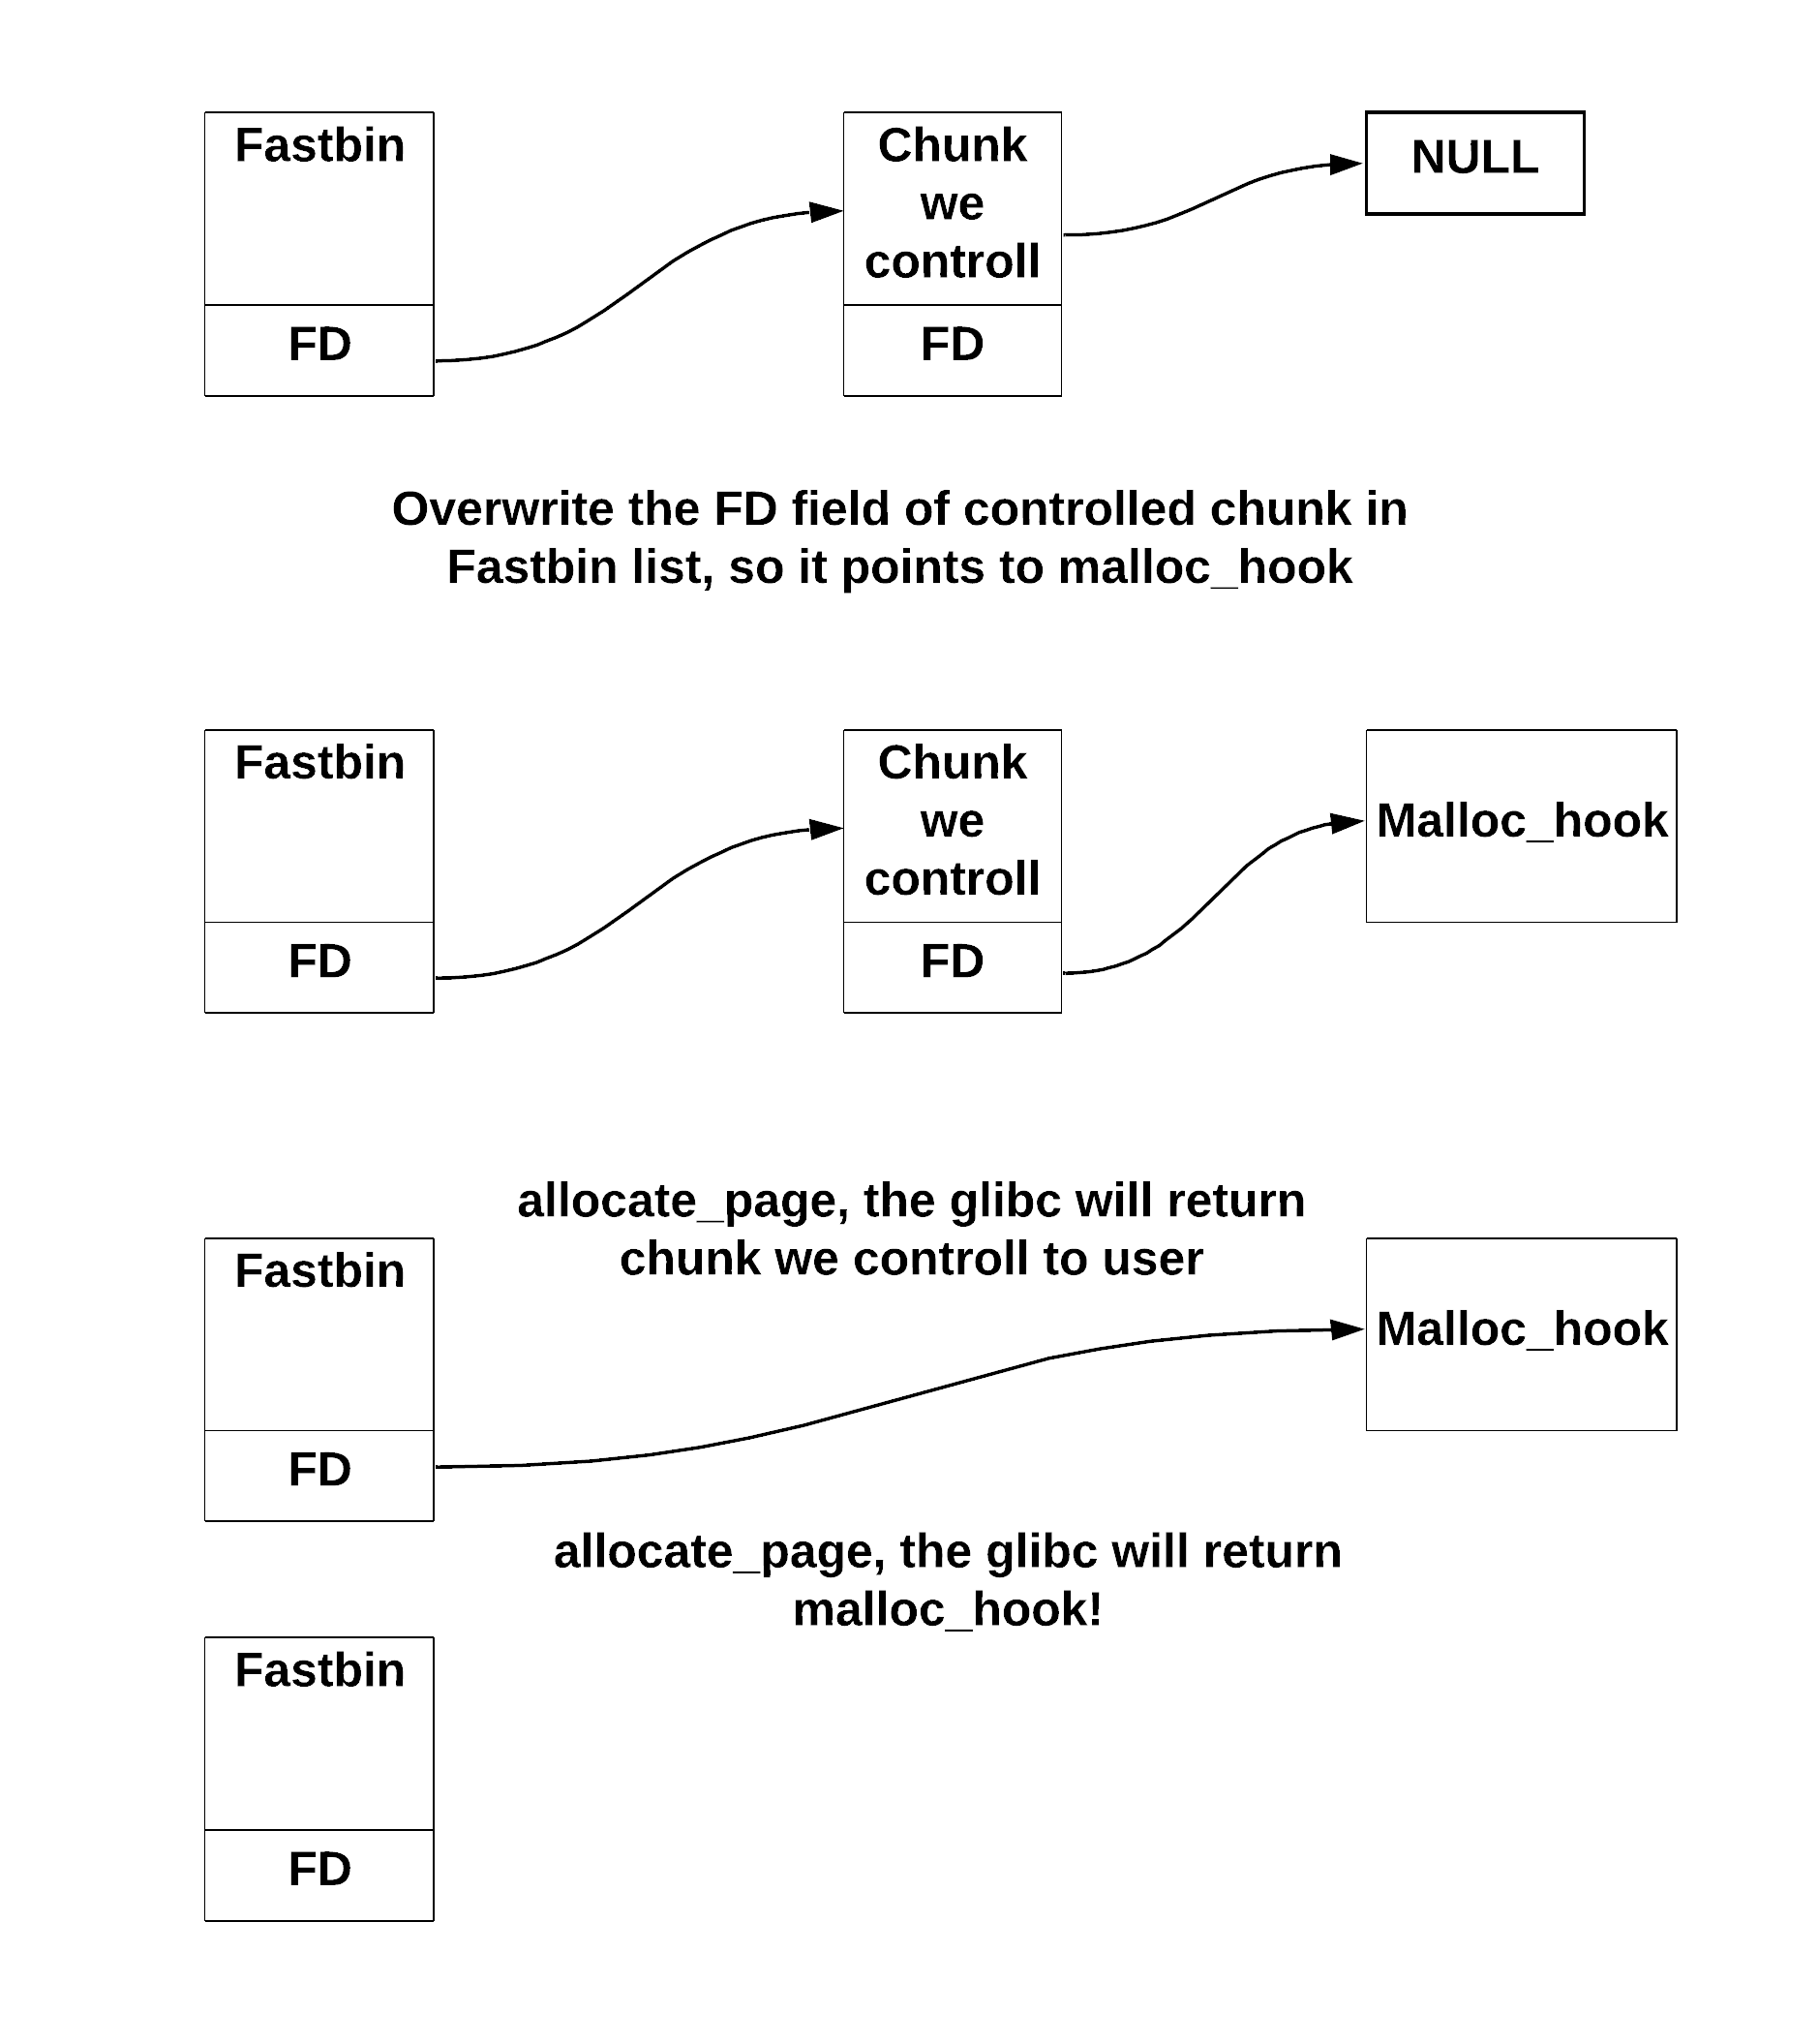 Fastbin
FD
Chunk
we
controll
FD
NULL
Overwrite the FD field of controlled chunk in
Fastbin list, so it points to malloc_hook
Fastbin
FD
Chunk
we
controll
FD
Malloc_hook
allocate_page, the glibc will return
chunk we controll to user
Fastbin
FD
Malloc_hook
allocate_page, the glibc will return
malloc_hook!
Fastbin
FD